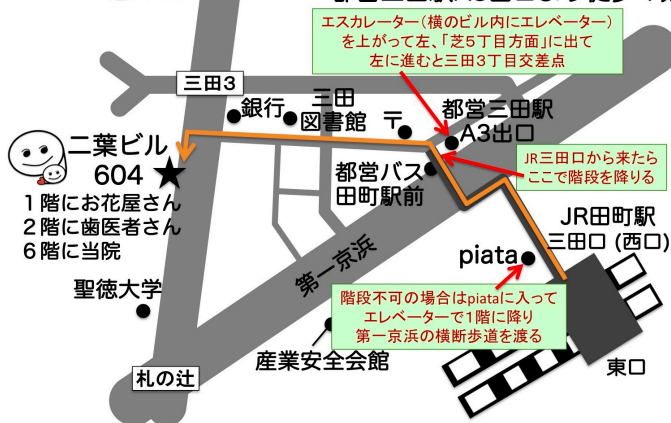 エスカレーター(横のビル内にエレベーター)
を上がって左、「芝5丁目方面」に出て
左に進むと三田3丁目交差点
三田3
銀行
三田
図書館
〒
都営三田駅
A3出口
二葉ビル
604
1階にお花屋さん
2階に歯医者さん
6階に当院
都営バス
田町駅前
JR三田口から来たら
ここで階段を降りる
JR田町駅
三田口 (西口)
piata
第一京浜
聖徳大学
階段不可の場合はpiataに入って
エレベーターで1階に降り
第一京浜の横断歩道を渡る
産業安全会館
札の辻
東口